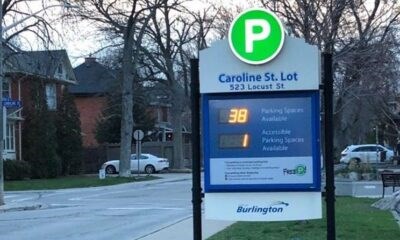 P
Caroline St. Lot
523 Locust St
38
Parking Spaces
Available
1
Accessible
Parking Spaces
Available
Burlington